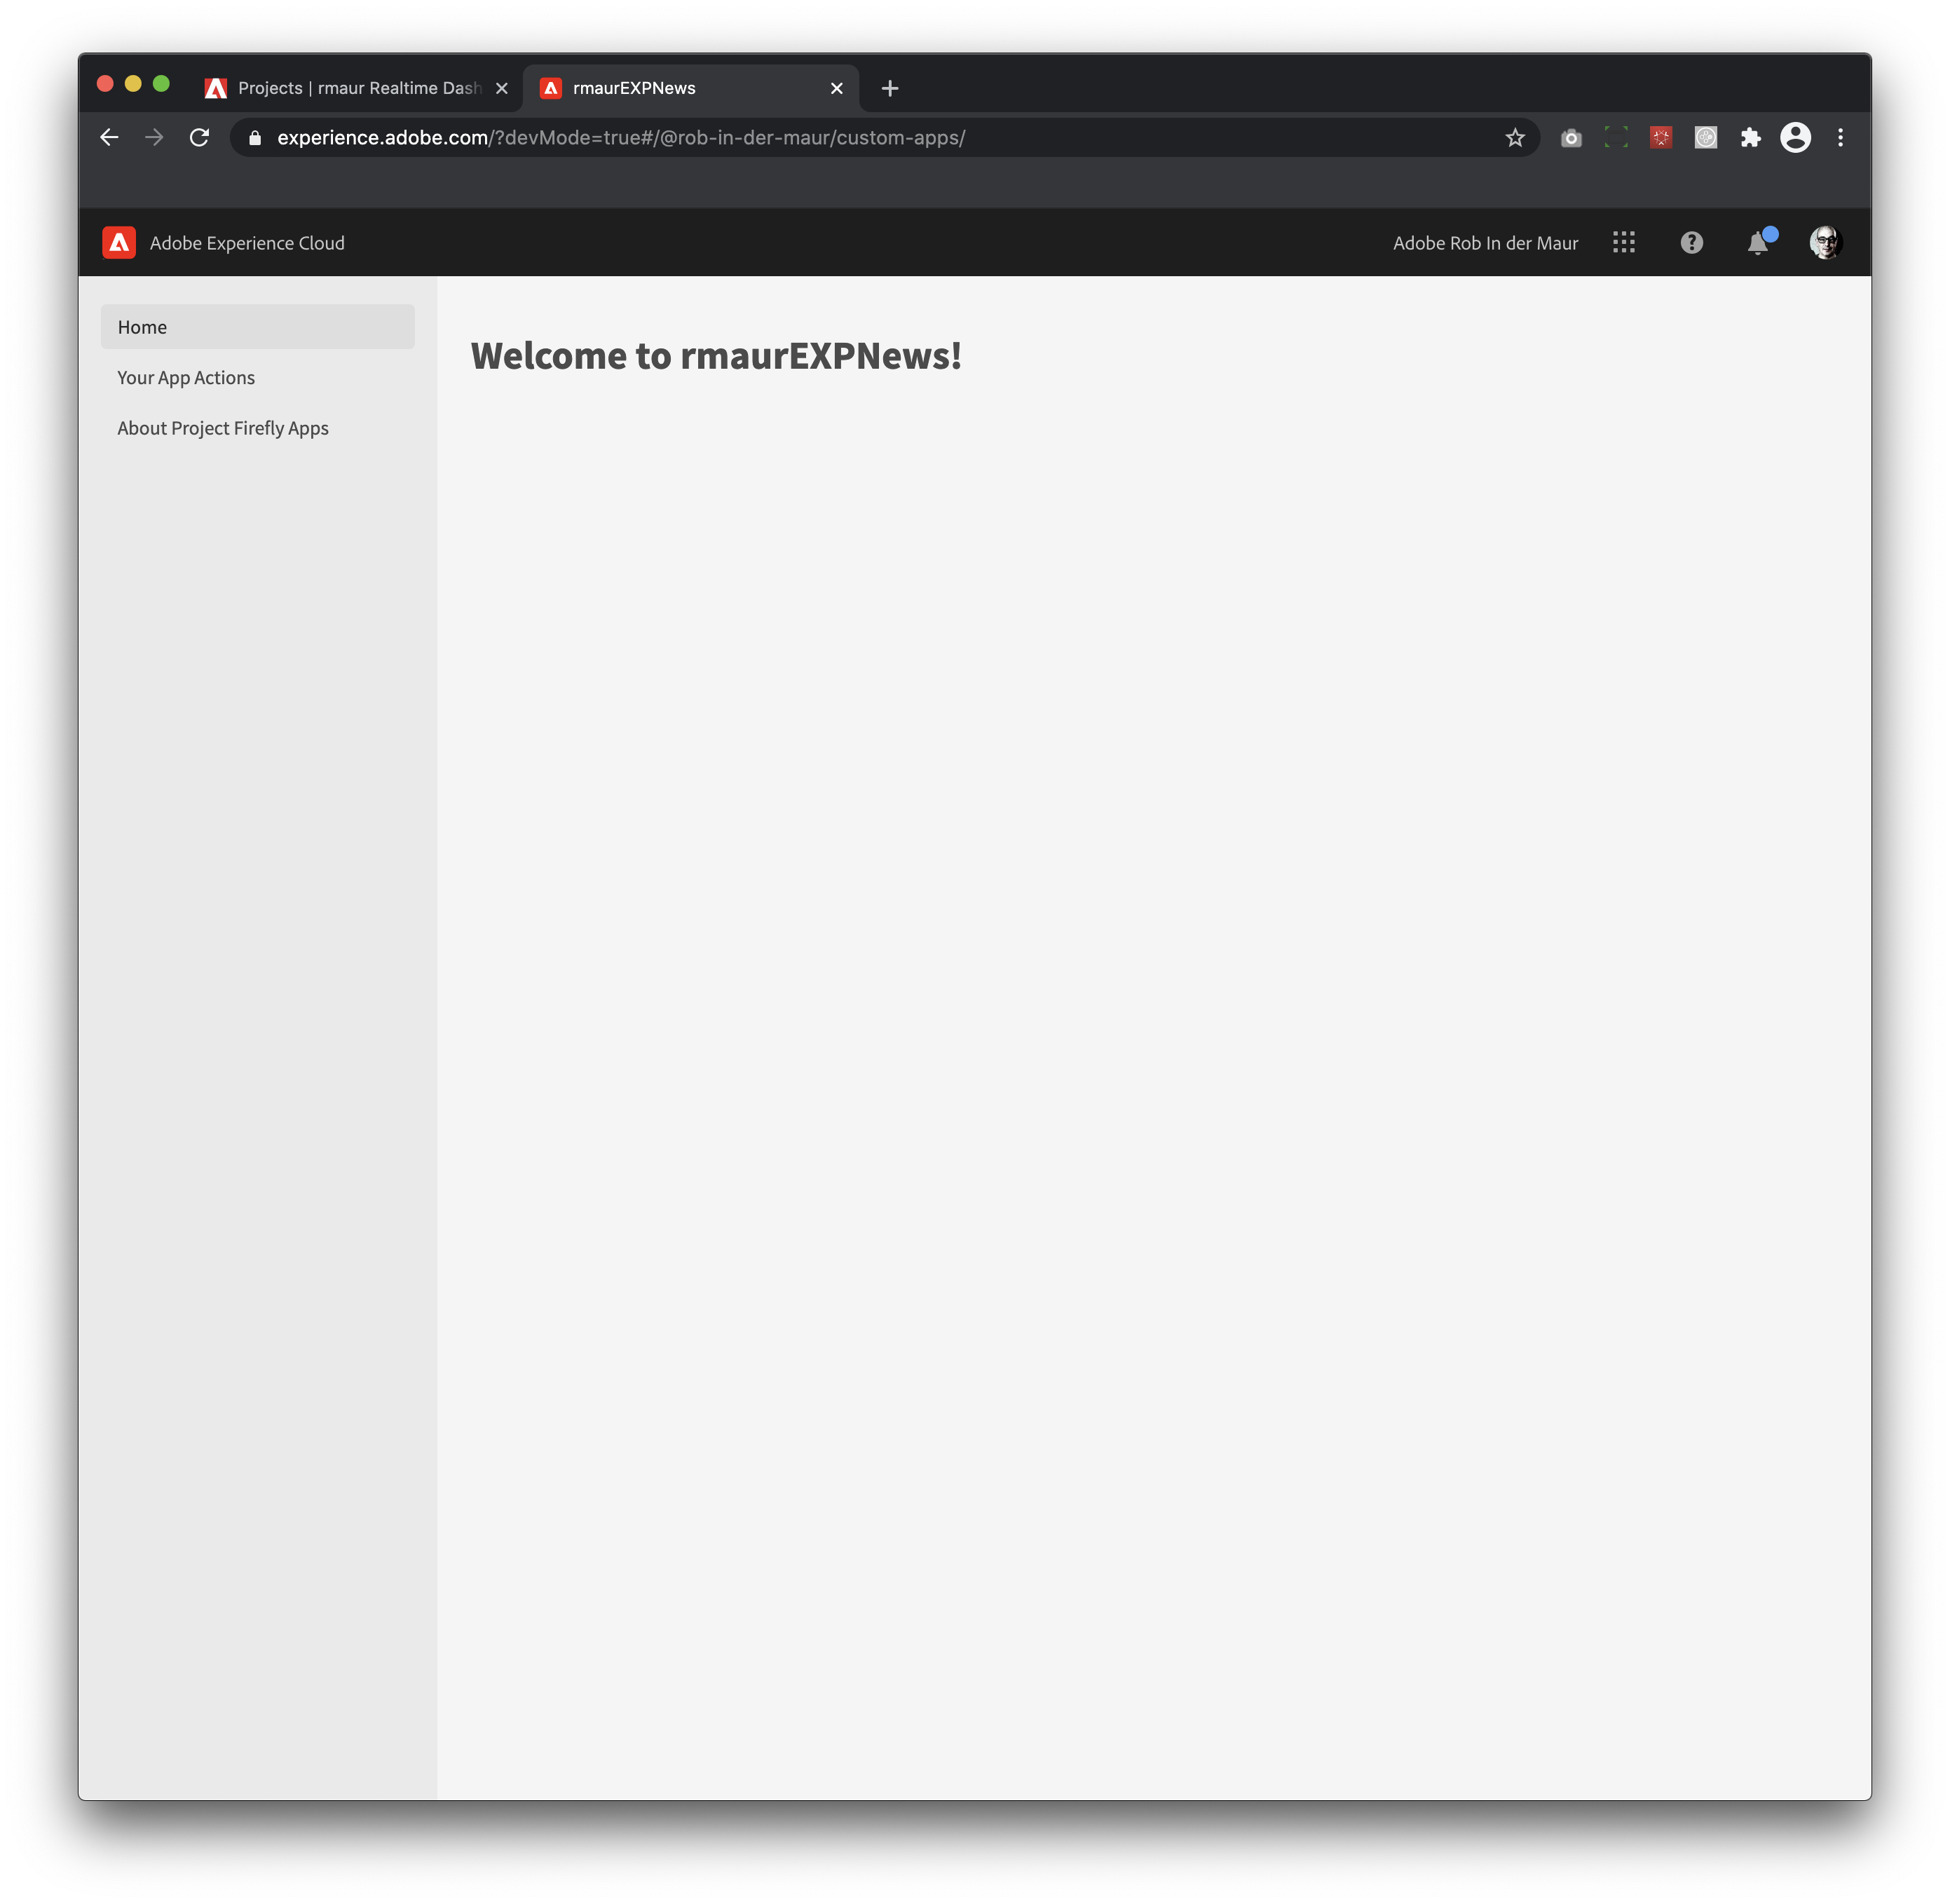 Projects | rmaur Realtime Dash
rmaurEXPNews
experience.adobe.com/?devMode=true#/@rob-in-der-maur/custom-apps/
Adobe Experience Cloud
Adobe Rob In der Maur
Home
Your App Actions
About Project Firefly Apps
Welcome to rmaurEXPNews!